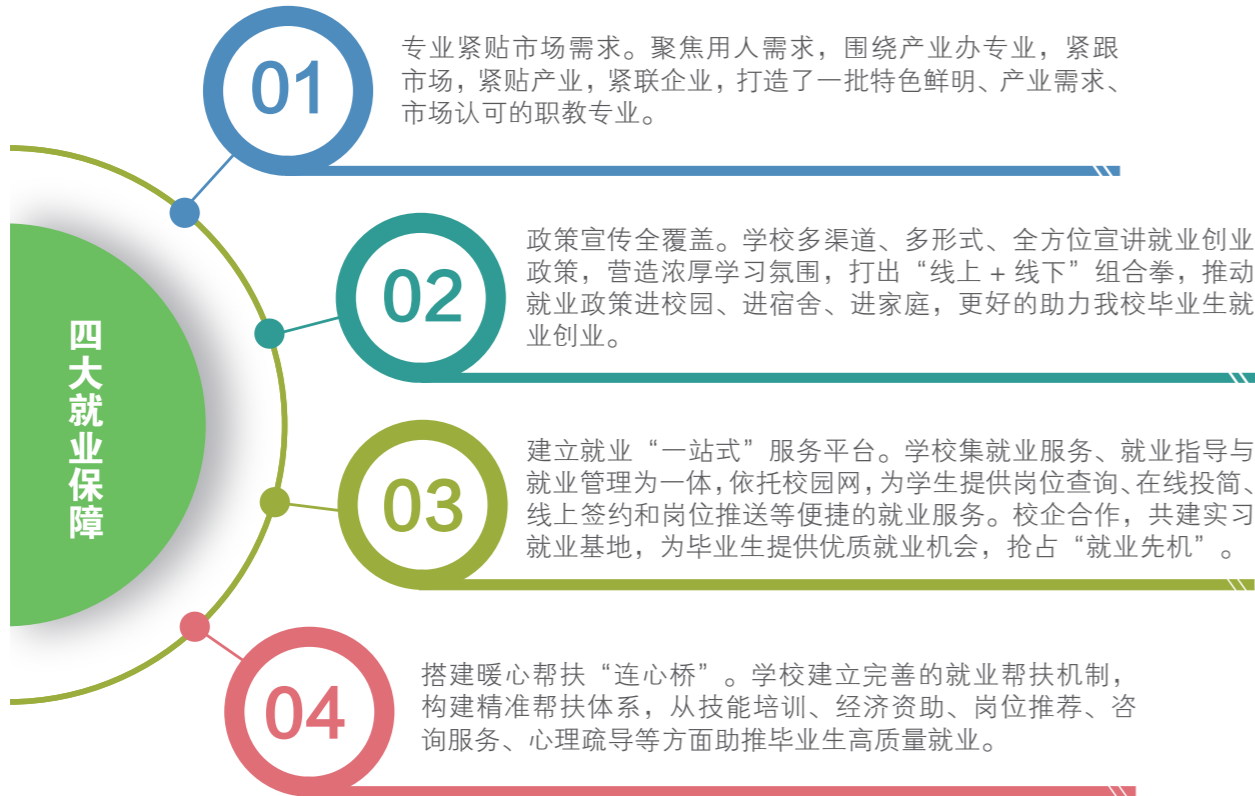 四大就业保障
01
专业紧贴市场需求。聚焦用人需求，围绕产业办专业，紧跟
市场，紧贴产业，紧联企业，打造了一批特色鲜明、产业需求、
市场认可的职教专业。
02
政策宣传全覆盖。学校多渠道、多形式、全方位宣讲就业创业
政策，营造浓厚学习氛围，打出“线上 + 线下”组合拳，推动
就业政策进校园、进宿舍、进家庭，更好的助力我校毕业生就
业创业。
03
建立就业“一站式”服务平台。学校集就业服务、就业指导与
就业管理为一体，依托校园网，为学生提供岗位查询、在线投简、
线上签约和岗位推送等便捷的就业服务。校企合作，共建实习
就业基地，为毕业生提供优质就业机会，抢占“就业先机”。
04
搭建暖心帮扶“连心桥”。学校建立完善的就业帮扶机制，
构建精准帮扶体系，从技能培训、经济资助、岗位推荐、咨
询服务、心理疏导等方面助推毕业生高质量就业。